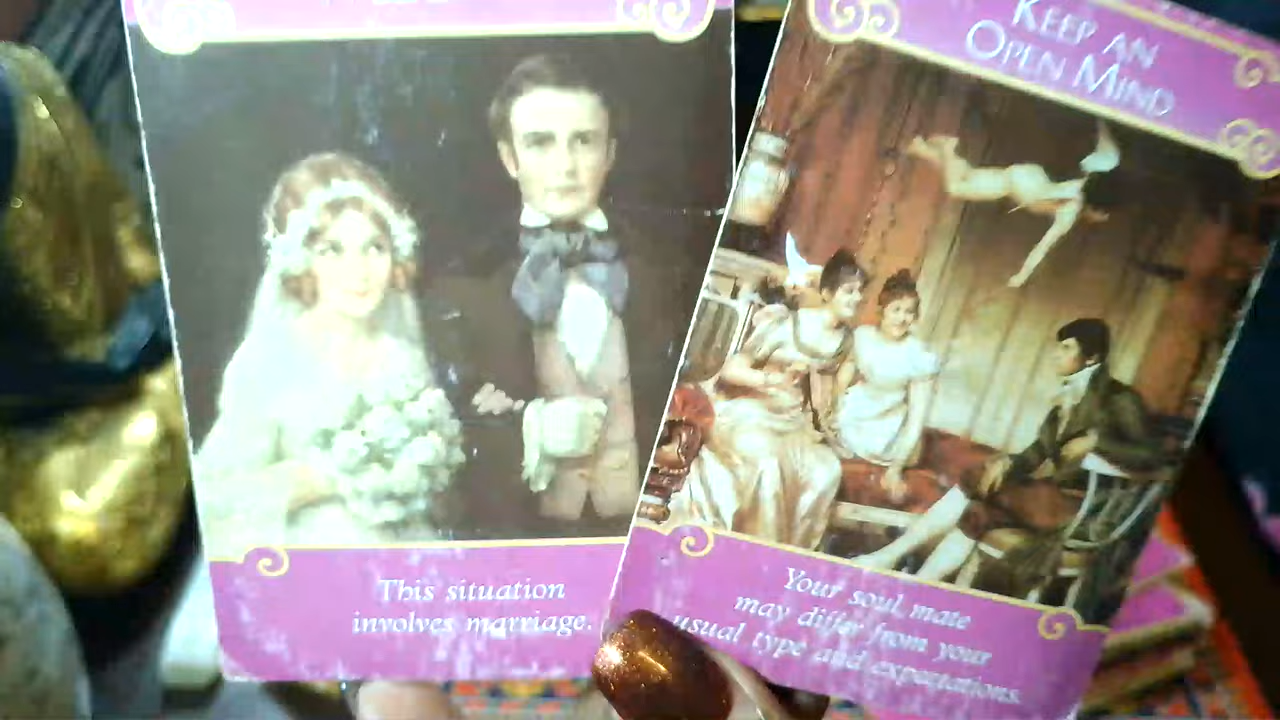 This situation
involves marriage.
KEEP AN
OPEN MIND
Your soul mate
may differ from your
usual type and expectations.